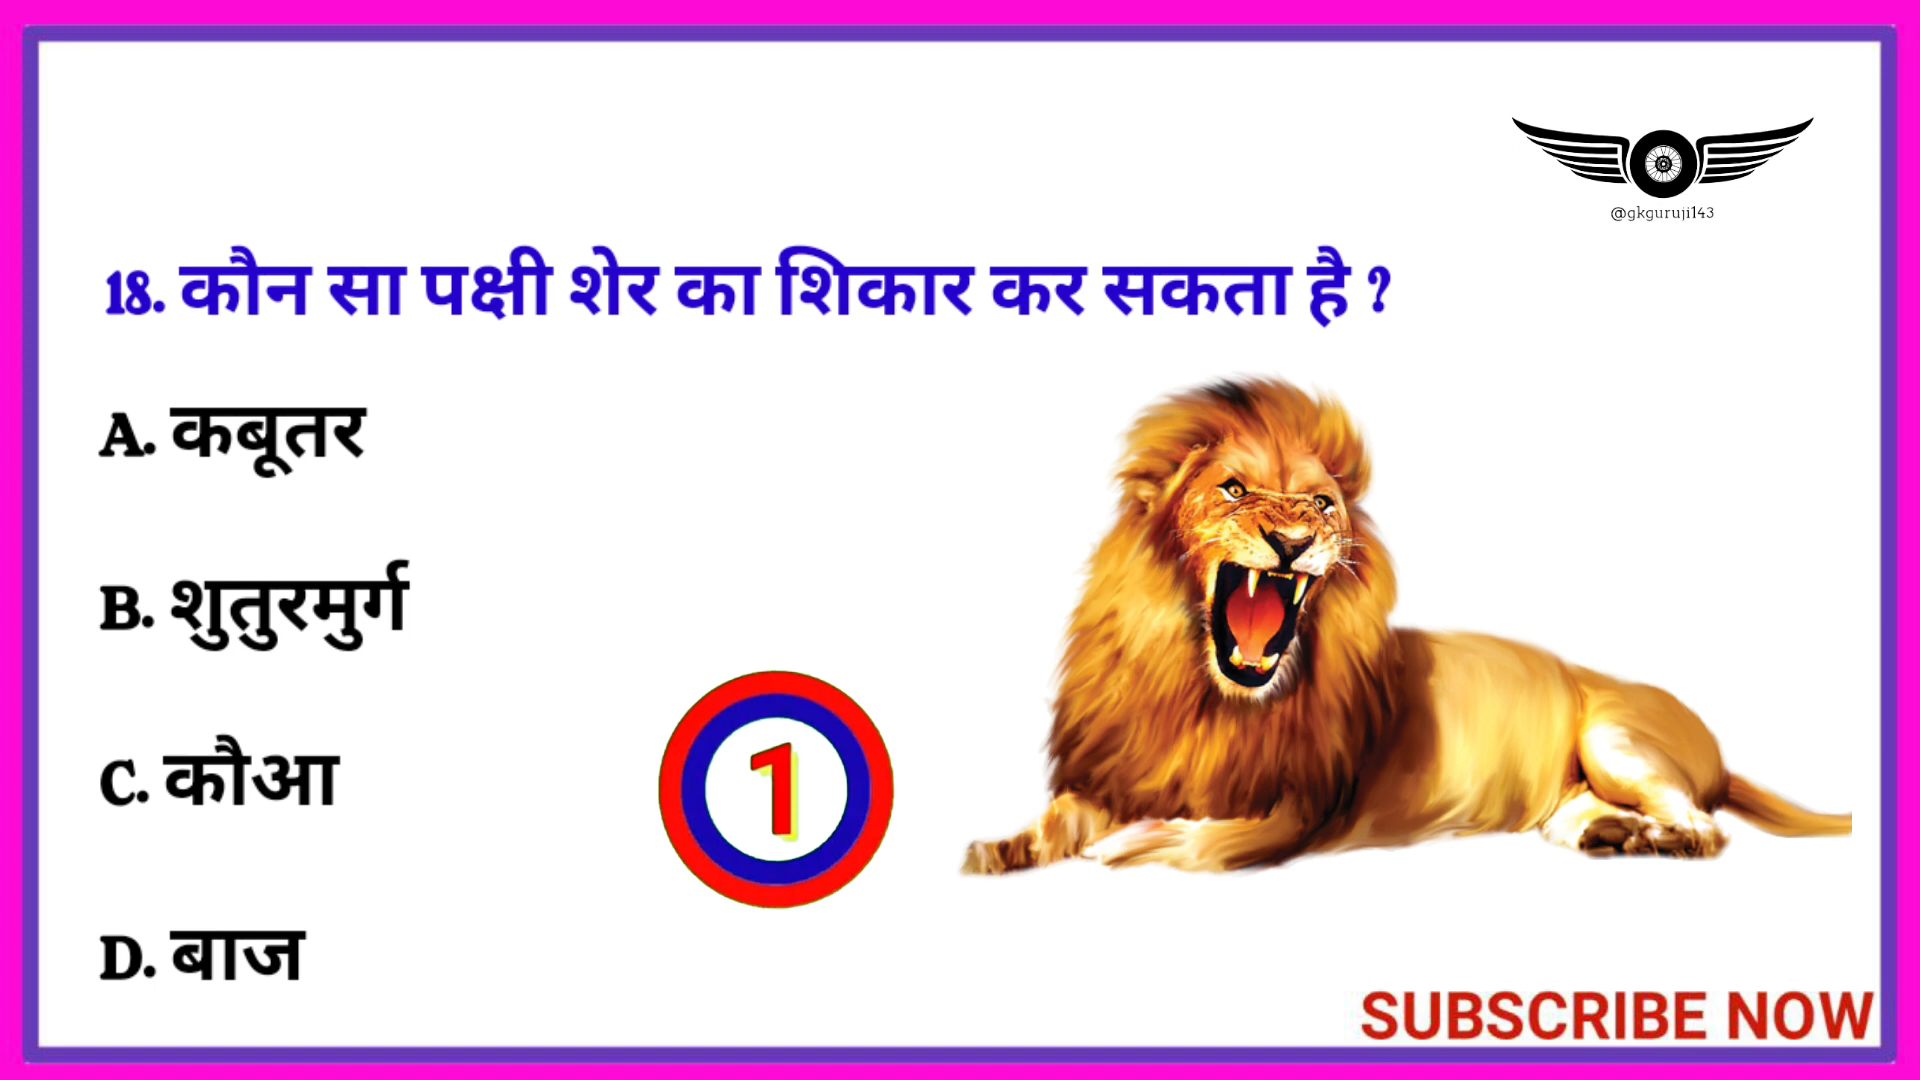 @gkguruji143
18. कौन सा पक्षी शेर का शिकार कर सकता है ?
A. कबूतर
B. शुतुरमुर्ग
C. कौआ
1
D. बाज
SUBSCRIBE NOW